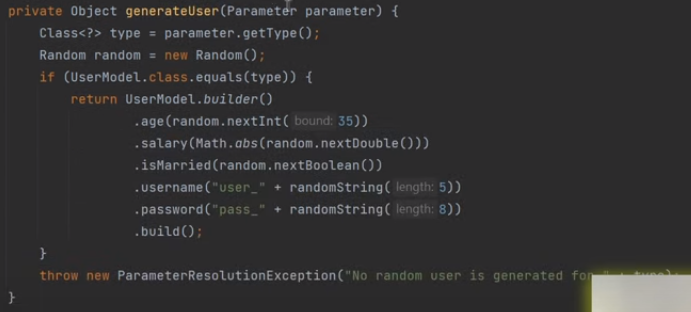 private Object generateUser(Parameter parameter) {
Class<?> type = parameter.getType();
Random random = new Random();
if (UserModel.class.equals(type)) {
return UserModel.builder()
.age(random.nextInt( bound: 35))
.salary(Math.abs(random.nextDouble()))
.isMarried(random.nextBoolean())
.username("user_" + randomString( length: 5))
.password("pass_" + randomString( length: 8))
.build();
}
throw new ParameterResolutionException("No random user is generated for " + type);
}